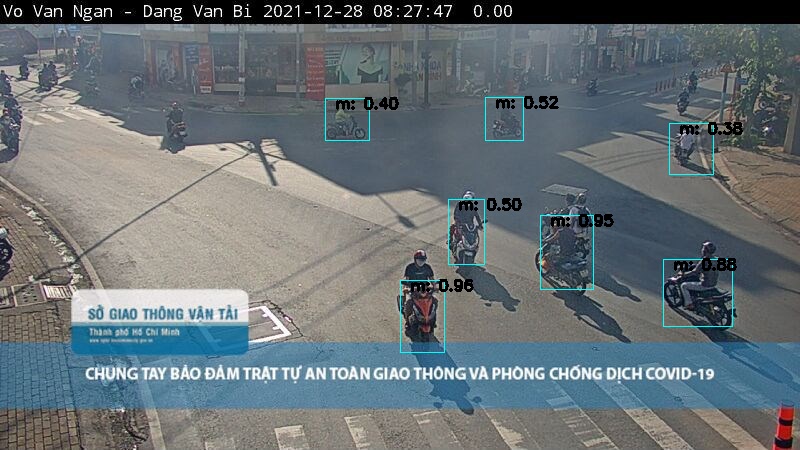 Vo Van Ngan - Dang Van Bi 2021-12-28 08:27:47 0.00
m: 0.40
m: 0.52
m: 0.38
m: 0.50
m: 0.95
m: 0.88
m: 0.96
SỞ GIAO THÔNG VẬN TẢI
Thành phố Hồ Chí Minh
CHUNG TAY BẢO ĐẢM TRẬT TỰ AN TOÀN GIAO THÔNG VÀ PHÒNG CHỐNG DỊCH COVID-19